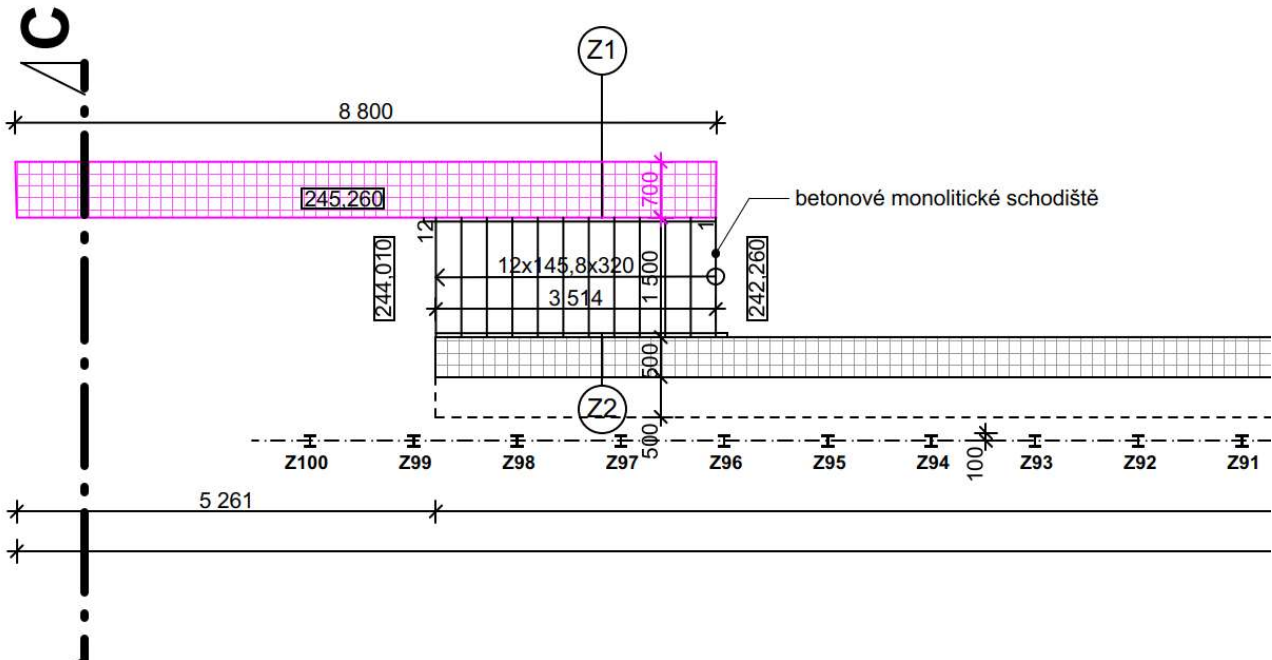 C
Z1
8 800
245,260
700
betonové monolitické schodiště
12
1
244,010
12x145,8x320
1 500
242,260
3 514
500
Z2
500
100
Z100 Z99 Z98 Z97 Z96 Z95 Z94 Z93 Z92 Z91
5 261